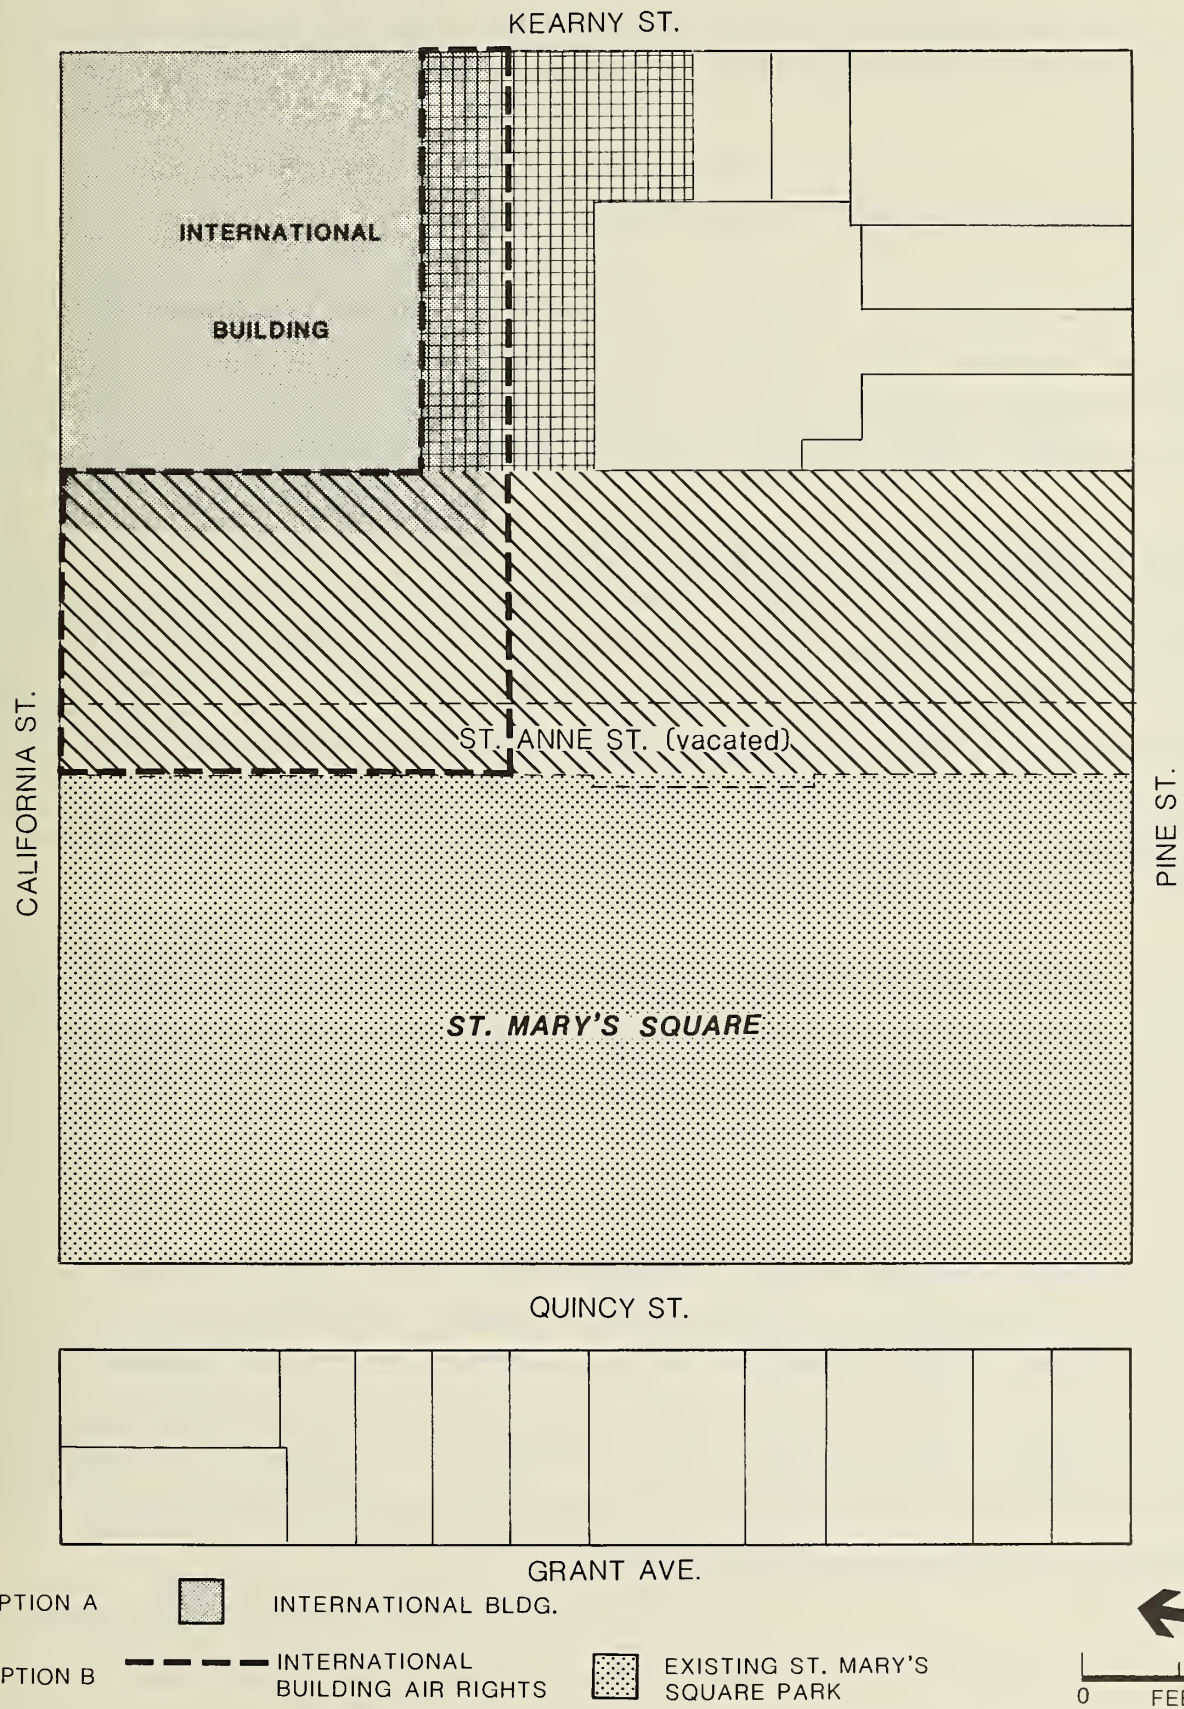 KEARNY ST.
INTERNATIONAL
BUILDING
CALIFORNIA ST.
ST. ANNE ST. (vacated)
PINE ST.
ST. MARY'S SQUARE
QUINCY ST.
GRANT AVE.
PTION A
INTERNATIONAL BLDG.
PTION B
INTERNATIONAL
BUILDING AIR RIGHTS
EXISTING ST. MARY'S
SQUARE PARK
0 FEE